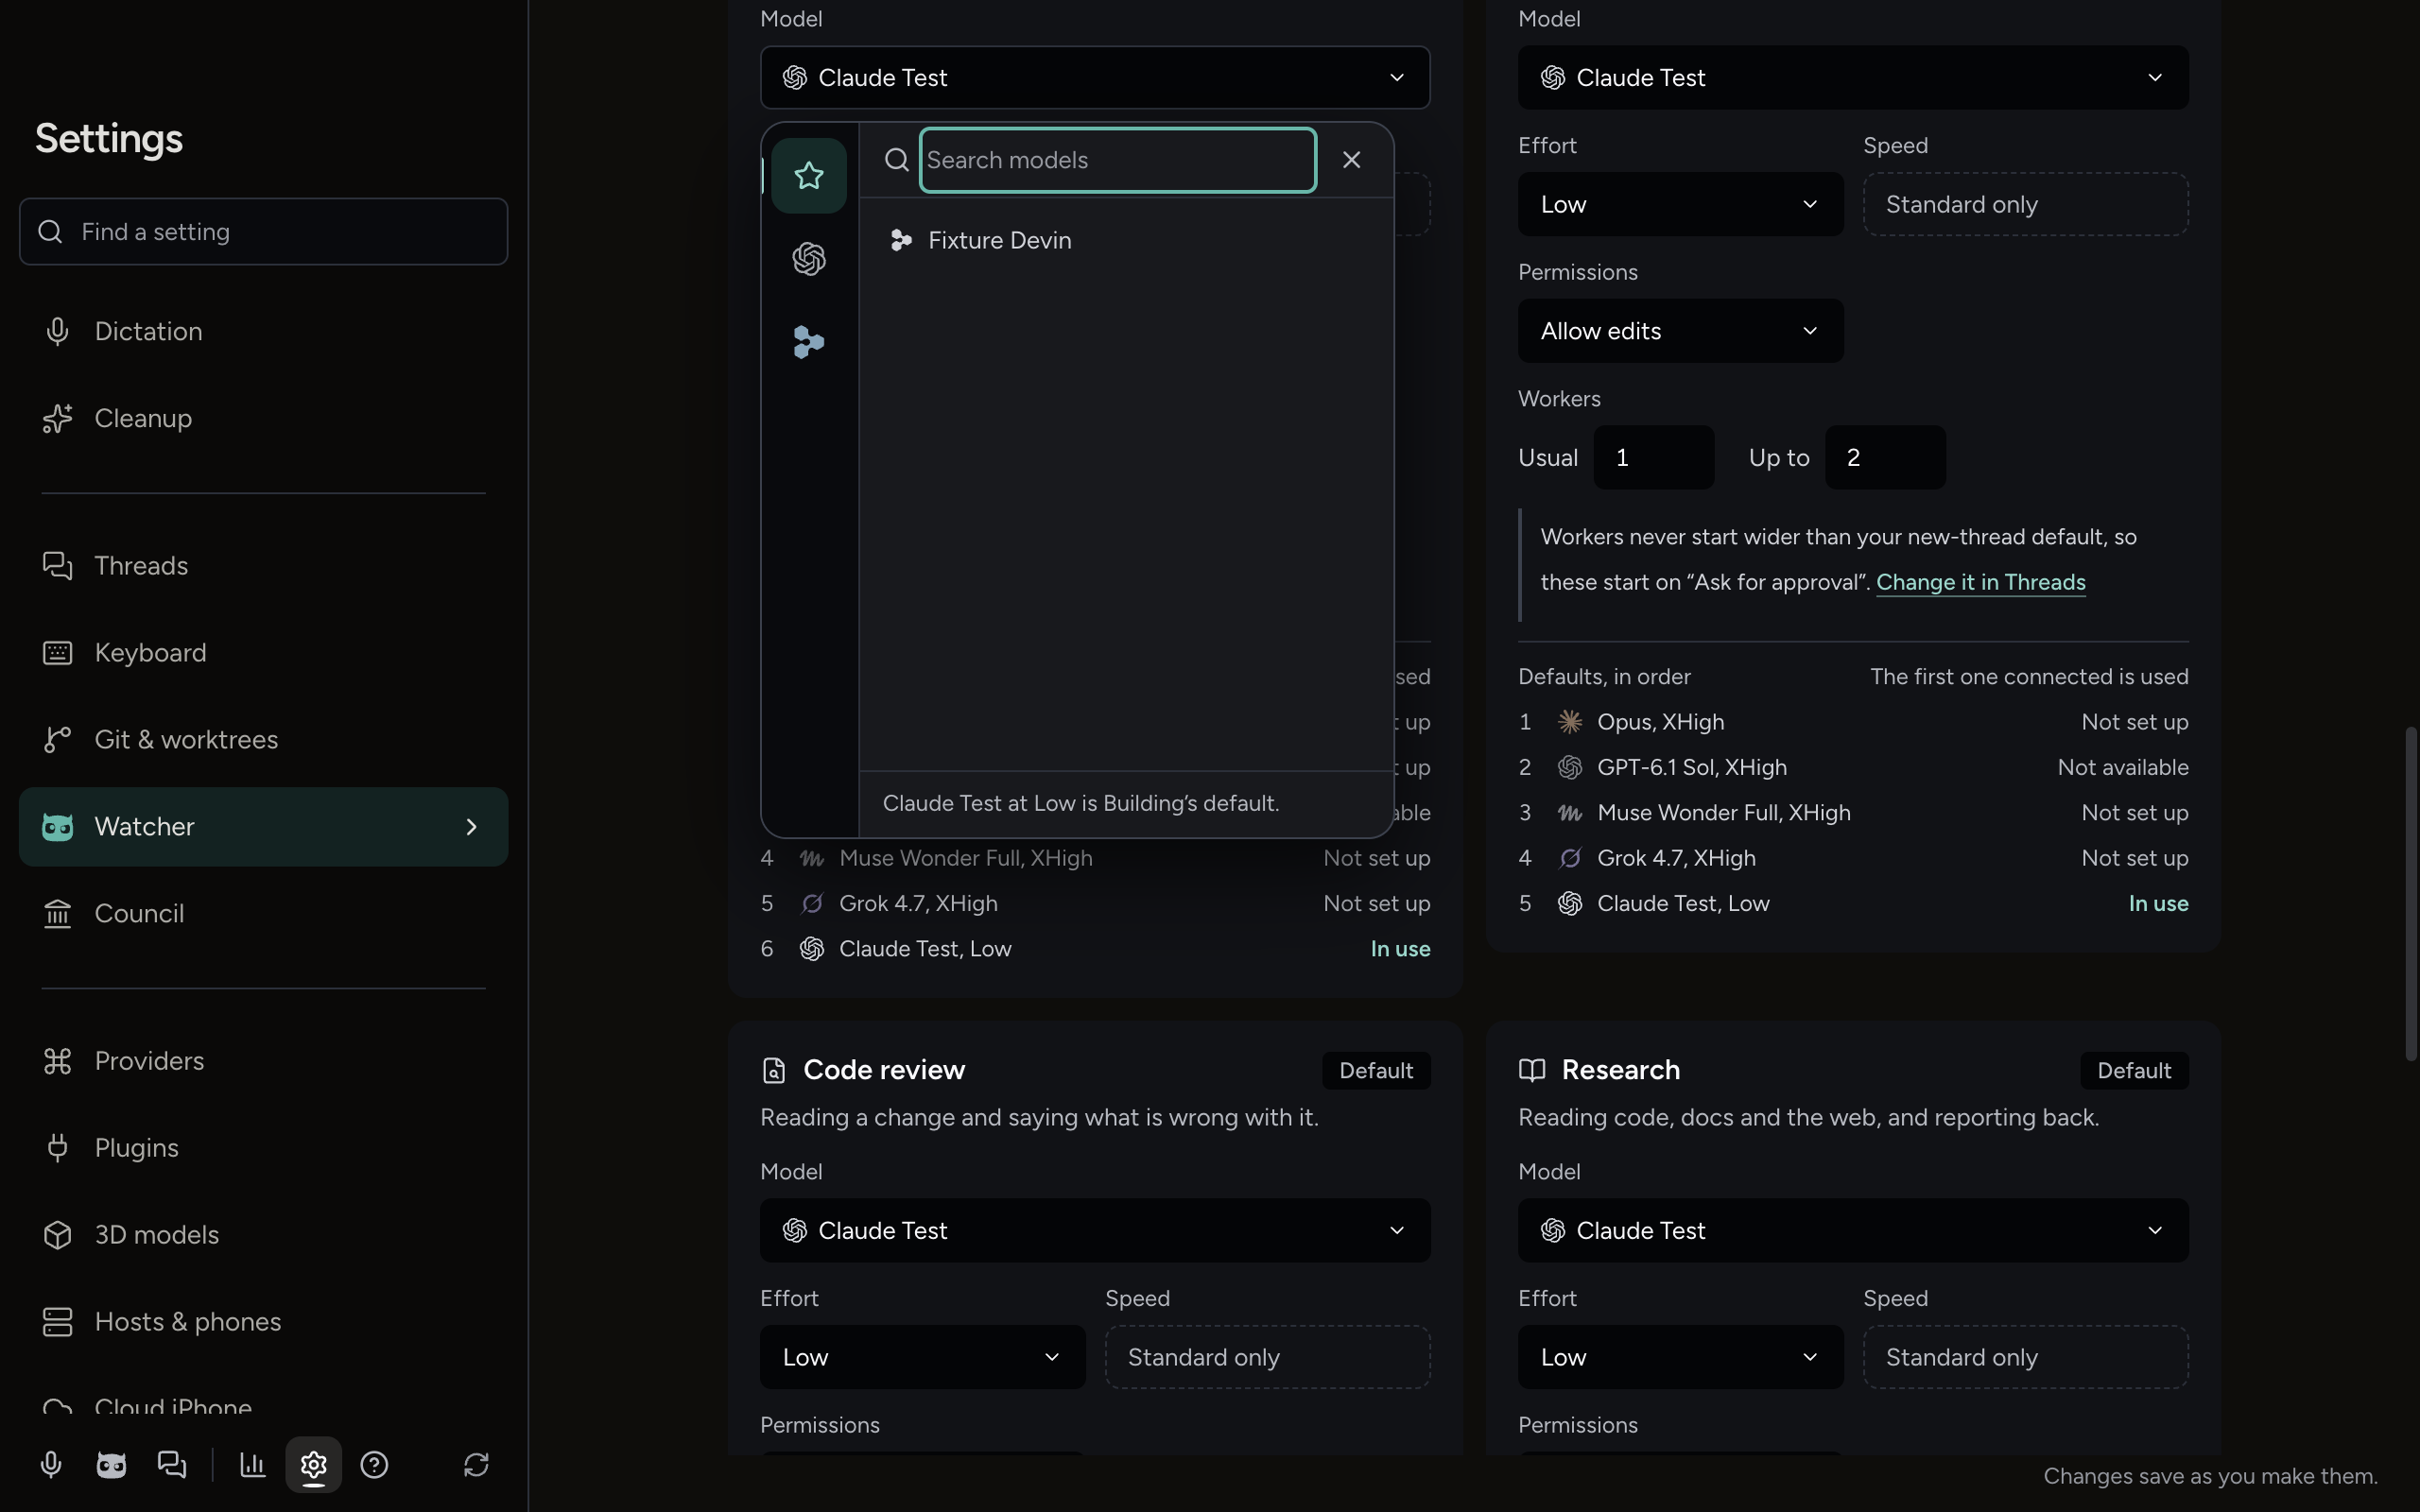 Settings
Find a setting
Dictation
Cleanup
Threads
Keyboard
Git & worktrees
Watcher
Council
Providers
Plugins
3D models
Hosts & phones
Cloud iPhone
Model
Claude Test
Search models
Fixture Devin
Claude Test at Low is Building’s default.
sed
up
up
able
4 Muse Wonder Full, XHigh Not set up
5 Grok 4.7, XHigh Not set up
6 Claude Test, Low In use
Model
Claude Test
Effort Speed
Low Standard only
Permissions
Allow edits
Workers
Usual 1 Up to 2
Workers never start wider than your new-thread default, so
these start on “Ask for approval”. Change it in Threads
Defaults, in order The first one connected is used
1 Opus, XHigh Not set up
2 GPT-6.1 Sol, XHigh Not available
3 Muse Wonder Full, XHigh Not set up
4 Grok 4.7, XHigh Not set up
5 Claude Test, Low In use
Code review Default
Reading a change and saying what is wrong with it.
Model
Claude Test
Effort Speed
Low Standard only
Permissions
Research Default
Reading code, docs and the web, and reporting back.
Model
Claude Test
Effort Speed
Low Standard only
Permissions
Changes save as you make them.